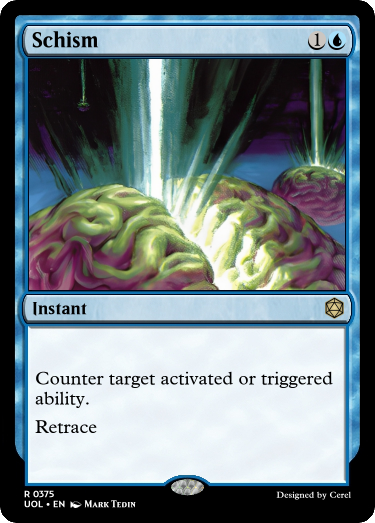 Schism
1
Instant
Counter target activated or triggered
ability.
Retrace
R 0375
UOL • EN Mark Tedin
Designed by Cerel